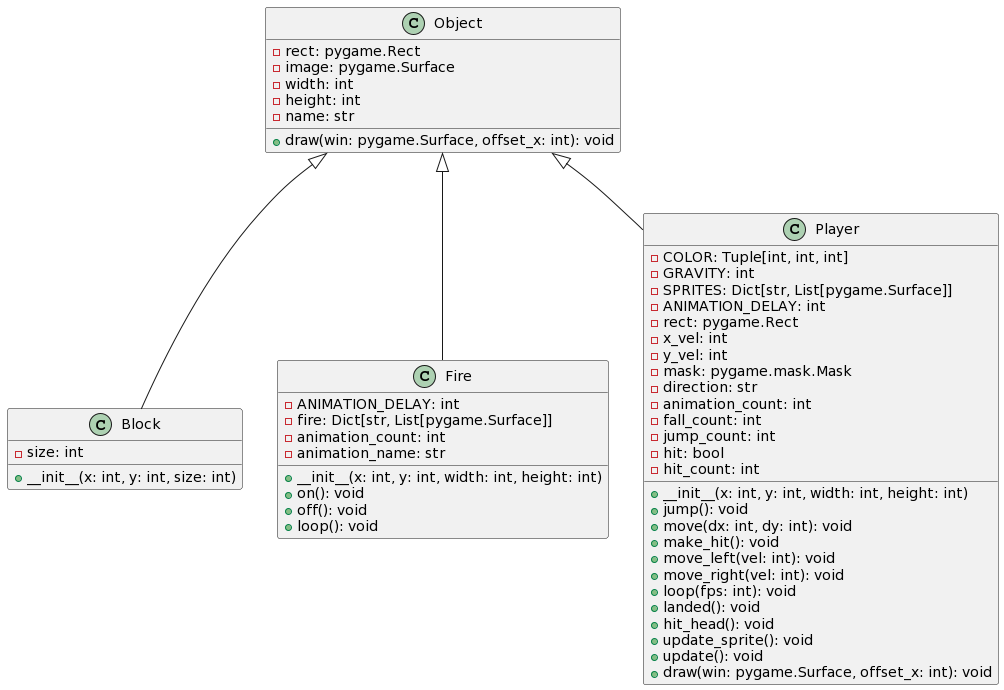 C Object
rect: pygame.Rect
image: pygame.Surface
width: int
height: int
name: str
draw(win: pygame.Surface, offset_x: int): void
C Player
COLOR: Tuple[int, int, int]
GRAVITY: int
SPRITES: Dict[str, List[pygame.Surface]]
ANIMATION_DELAY: int
rect: pygame.Rect
x_vel: int
y_vel: int
mask: pygame.mask.Mask
direction: str
animation_count: int
fall_count: int
jump_count: int
hit: bool
hit_count: int
__init__(x: int, y: int, width: int, height: int)
jump(): void
move(dx: int, dy: int): void
make_hit(): void
move_left(vel: int): void
move_right(vel: int): void
loop(fps: int): void
landed(): void
hit_head(): void
update_sprite(): void
update(): void
draw(win: pygame.Surface, offset_x: int): void
C Fire
ANIMATION_DELAY: int
fire: Dict[str, List[pygame.Surface]]
animation_count: int
animation_name: str
__init__(x: int, y: int, width: int, height: int)
on(): void
off(): void
loop(): void
C Block
size: int
__init__(x: int, y: int, size: int)